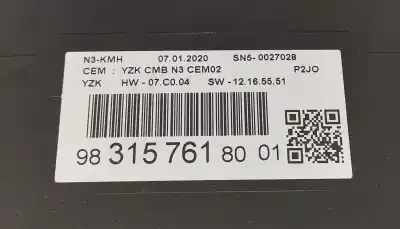 N3-KMH 07.01.2020 SN5-0027028
CEM : YZK CMB N3 CEM02 P2JO
YZK HW - 07.C0.04 SW - 12.16.55.51
98 315 761 80 01